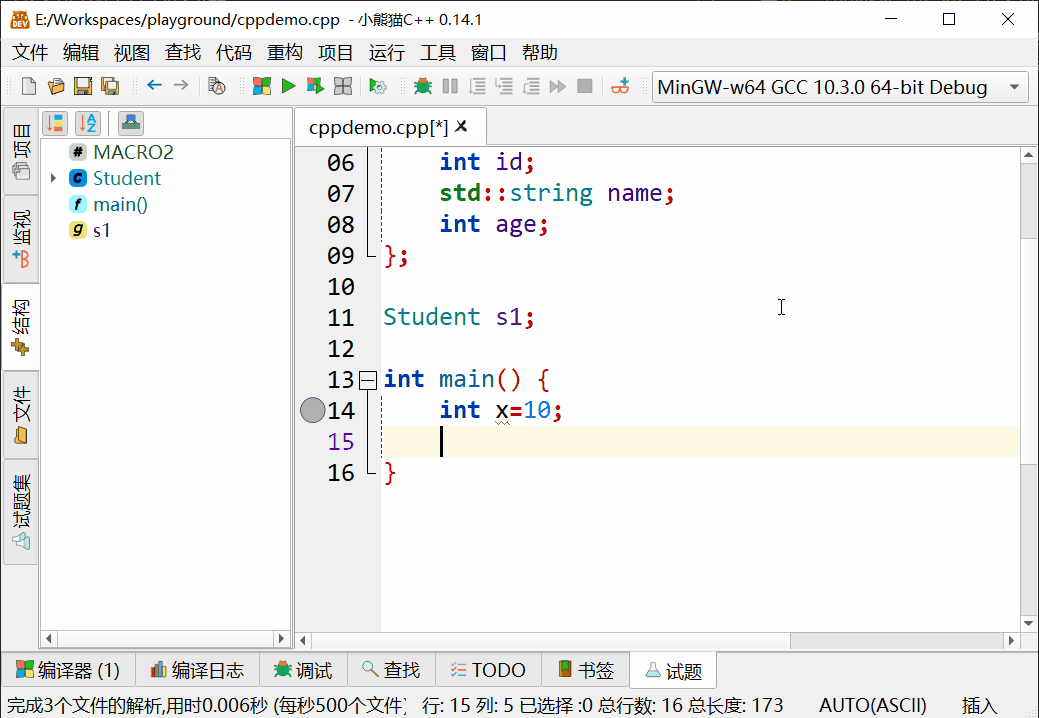 E:/Workspaces/playground/cppdemo.cpp - 小熊猫C++ 0.14.1
文件 编辑 视图 查找 代码 重构 项目 运行 工具 窗口 帮助
MinGW-w64 GCC 10.3.0 64-bit Debug
项目
监视
结构
文件
试题集
# MACRO2
C Student
f main()
g s1
cppdemo.cpp[*]
06 int id;
07 std::string name;
08 int age;
09 };
10
11 Student s1;
12
13 int main() {
14 int x=10;
15
16 }
编译器 (1) 编译日志 调试 查找 TODO 书签 试题
完成3个文件的解析,用时0.006秒 (每秒500个文件) 行: 15 列: 5 已选择 :0 总行数: 16 总长度: 173 AUTO(ASCII) 插入